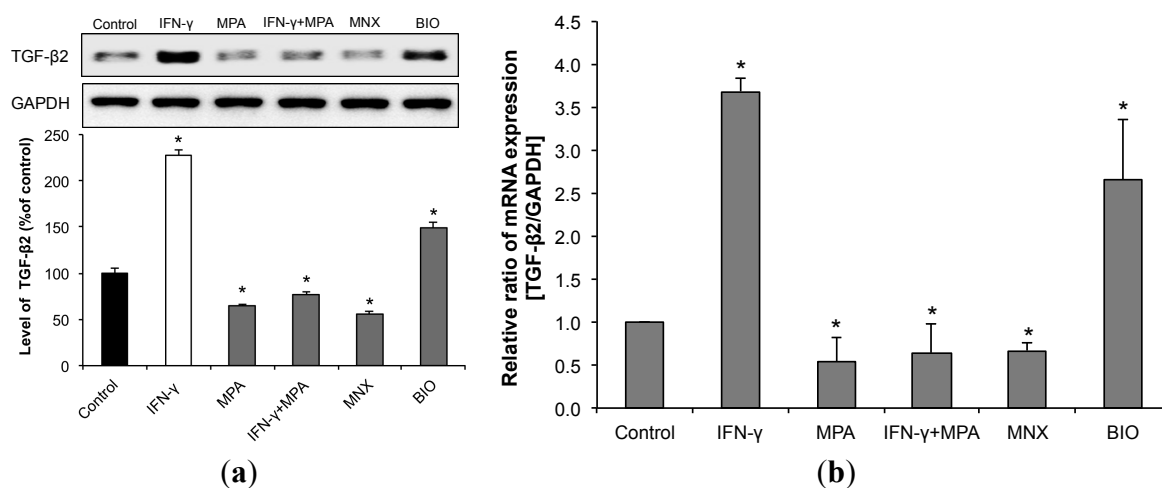 Control IFN-γ MPA IFN-γ+MPA MNX BIO
TGF-β2
GAPDH
Level of TGF-β2 (%of control)
250
200
150
100
50
0
* * * * *
Control IFN-γ MPA IFN-γ+MPA MNX BIO
(a)
Relative ratio of mRNA expression
[TGF-β2/GAPDH]
4.5
4.0
3.5
3.0
2.5
2.0
1.5
1.0
0.5
0.0
* * * * *
Control IFN-γ MPA IFN-γ+MPA MNX BIO
(b)